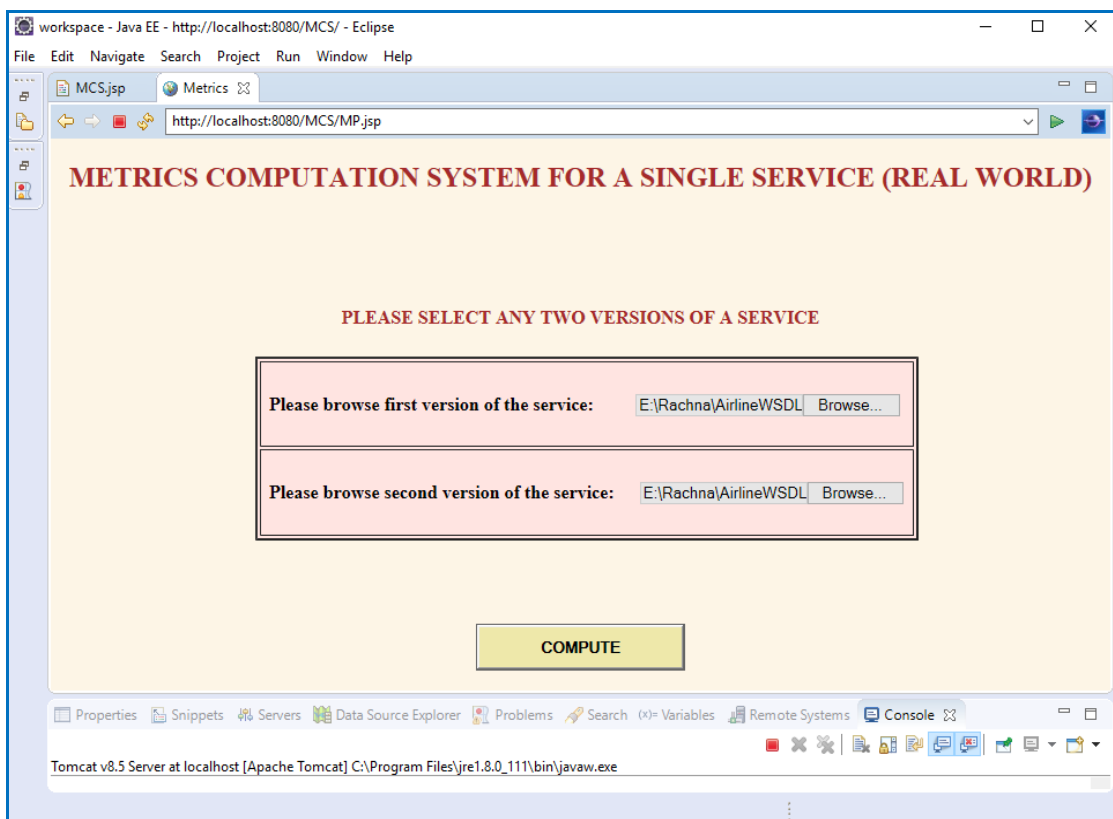 workspace - Java EE - http://localhost:8080/MCS/ - Eclipse
File Edit Navigate Search Project Run Window Help
MCS.jsp Metrics
http://localhost:8080/MCS/MP.jsp
METRICS COMPUTATION SYSTEM FOR A SINGLE SERVICE (REAL WORLD)
PLEASE SELECT ANY TWO VERSIONS OF A SERVICE
Please browse first version of the service: E:\Rachna\AirlineWSDL Browse...
Please browse second version of the service: E:\Rachna\AirlineWSDL Browse...
COMPUTE
Properties Snippets Servers Data Source Explorer Problems Search (x)= Variables Remote Systems Console
Tomcat v8.5 Server at localhost [Apache Tomcat] C:\Program Files\jre1.8.0_111\bin\javaw.exe